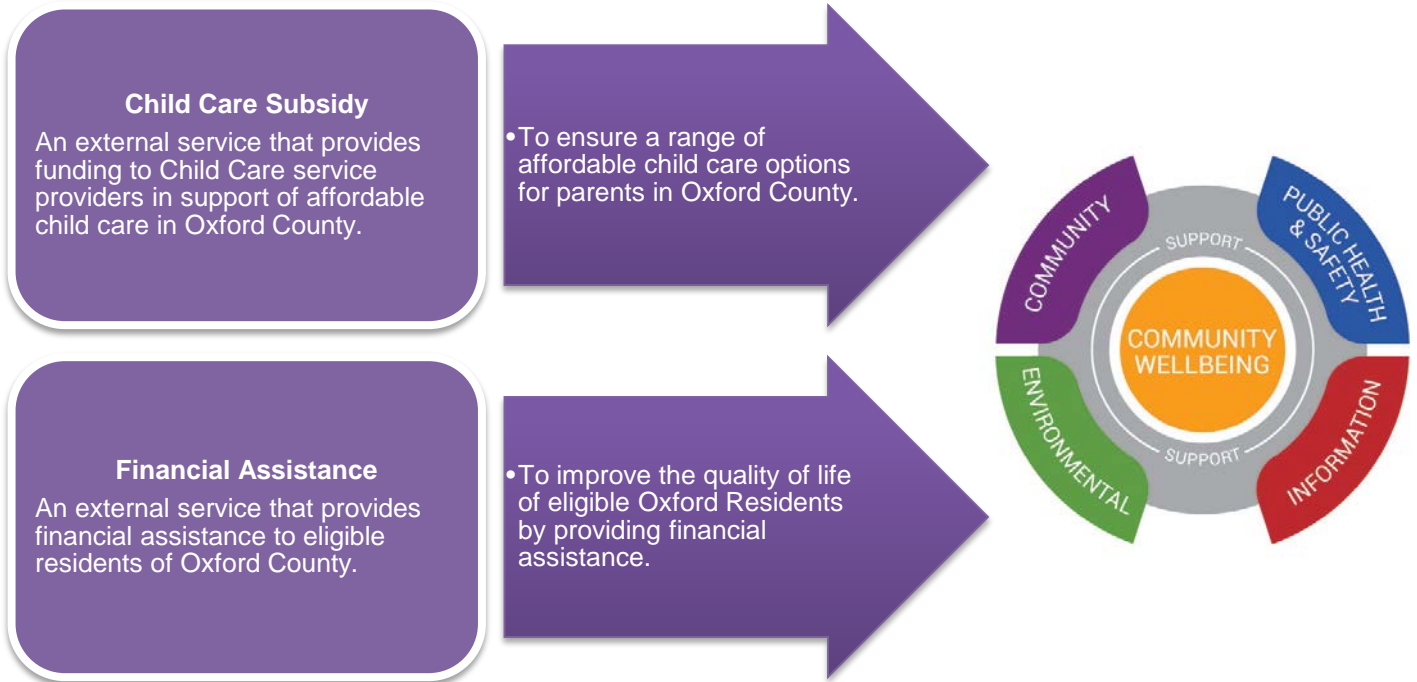 Child Care Subsidy
An external service that provides
funding to Child Care service
providers in support of affordable
child care in Oxford County.
•To ensure a range of
affordable child care options
for parents in Oxford County.
Financial Assistance
An external service that provides
financial assistance to eligible
residents of Oxford County.
•To improve the quality of life
of eligible Oxford Residents
by providing financial
assistance.
COMMUNITY
PUBLIC HEALTH
& SAFETY
SUPPORT
COMMUNITY
WELLBEING
ENVIRONMENTAL
SUPPORT
INFORMATION